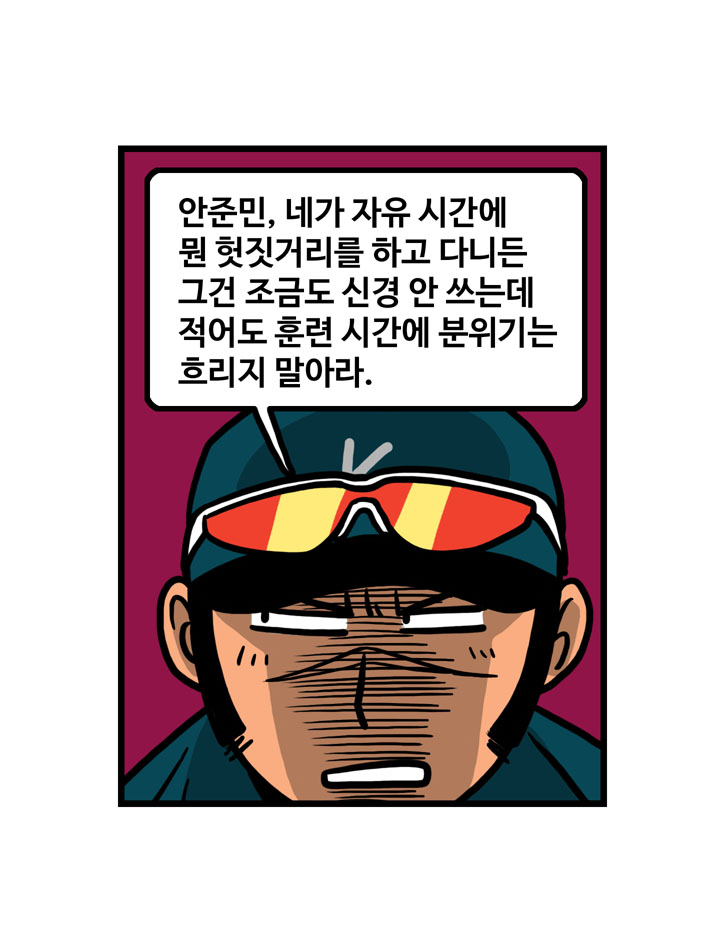 안준민, 네가 자유 시간에
뭔 헛짓거리를 하고 다니든
그건 조금도 신경 안 쓰는데
적어도 훈련 시간에 분위기는
흐리지 말아라.
K